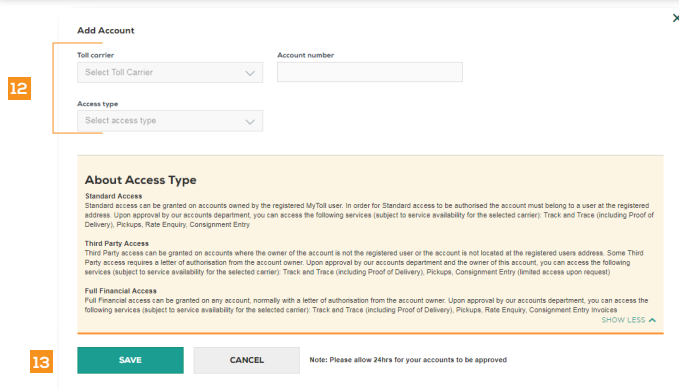 Add Account
Toll carrier Account number
Select Toll Carrier
12
Access type
Select access type
About Access Type
Standard Access
Standard access can be granted on accounts owned by the registered MyToll user. In order for Standard access to be authorised the account must belong to a user at the registered
address. Upon approval by our accounts department, you can access the following services (subject to service availability for the selected carrier): Track and Trace (including Proof of
Delivery), Pickups, Rate Enquiry, Consignment Entry
Third Party Access
Third Party access can be granted on accounts where the owner of the account is not the registered user or the account is not located at the registered users address. Some Third
Party access requires a letter of authorisation from the account owner. Upon approval by our accounts department and the owner of this account, you can access the following
services (subject to service availability for the selected carrier): Track and Trace (including Proof of Delivery), Pickups, Consignment Entry (limited access upon request)
Full Financial Access
Full Financial access can be granted on any account, normally with a letter of authorisation from the account owner. Upon approval by our accounts department, you can access the
following services (subject to service availability for the selected carrier): Track and Trace (including Proof of Delivery), Pickups, Rate Enquiry, Consignment Entry Invoices
SHOW LESS
13
SAVE CANCEL Note: Please allow 24hrs for your accounts to be approved